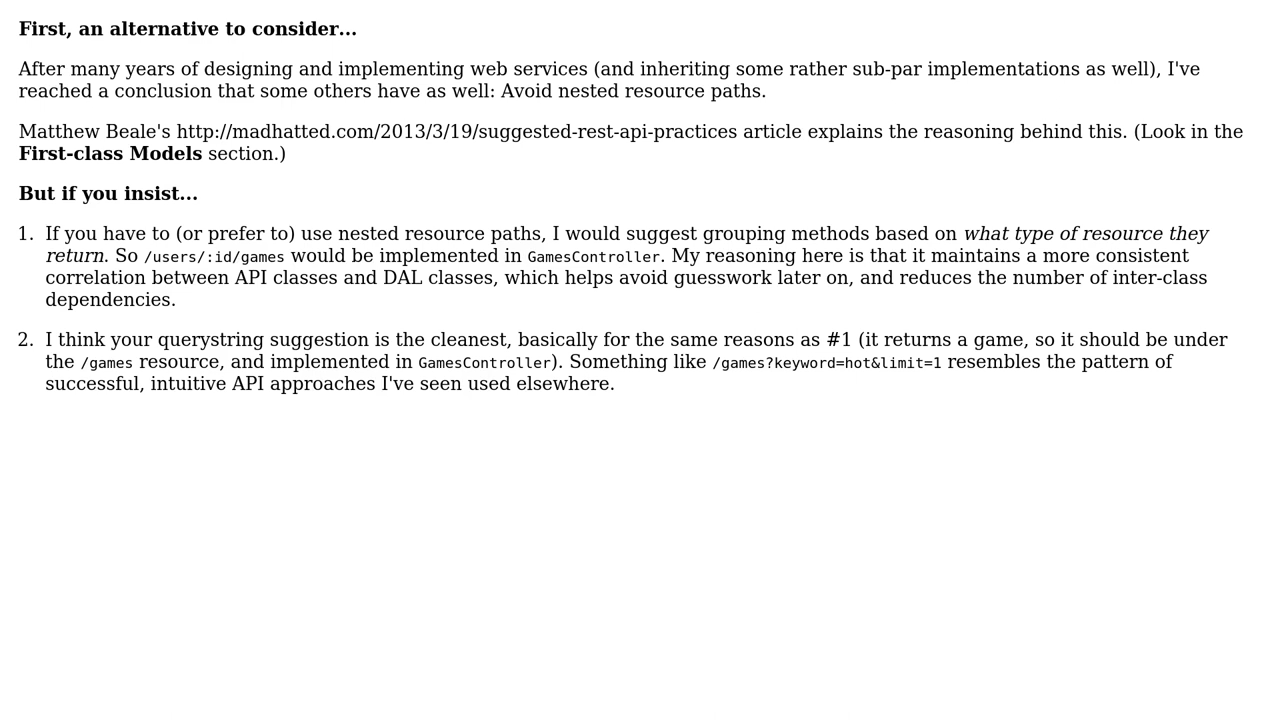 First, an alternative to consider...
After many years of designing and implementing web services (and inheriting some rather sub-par implementations as well), I've
reached a conclusion that some others have as well: Avoid nested resource paths.
Matthew Beale's http://madhatted.com/2013/3/19/suggested-rest-api-practices article explains the reasoning behind this. (Look in the
First-class Models section.)
But if you insist...
1. If you have to (or prefer to) use nested resource paths, I would suggest grouping methods based on what type of resource they
return. So /users/:id/games would be implemented in GamesController. My reasoning here is that it maintains a more consistent
correlation between API classes and DAL classes, which helps avoid guesswork later on, and reduces the number of inter-class
dependencies.
2. I think your querystring suggestion is the cleanest, basically for the same reasons as #1 (it returns a game, so it should be under
the /games resource, and implemented in GamesController). Something like /games?keyword=hot&limit=1 resembles the pattern of
successful, intuitive API approaches I've seen used elsewhere.